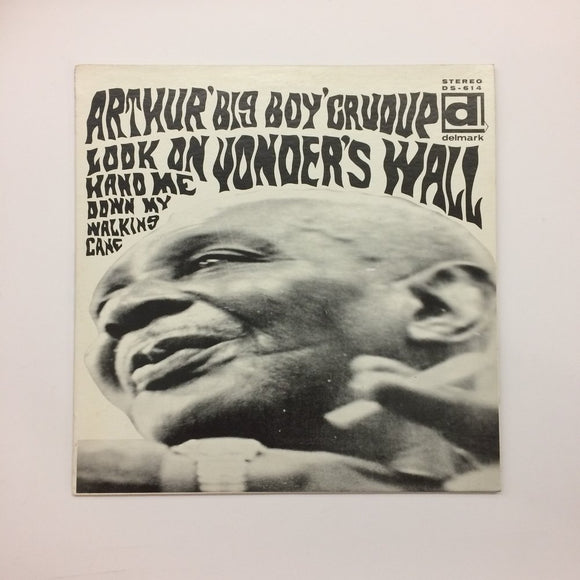 STEREO
DS-614
d
delmark
ARTHUR 'BIG BOY' CRUDUP
LOOK ON YONDER'S WALL
HAND ME
DOWN MY
WALKING
CANE